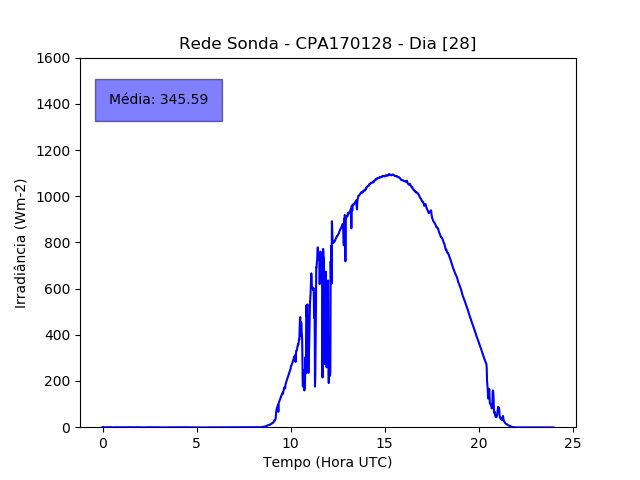 Rede Sonda - CPA170128 - Dia [28]
1600
1400
1200
1000
800
600
400
200
0
Média: 345.59
Irradiância (Wm-2)
0 5 10 15 20 25
Tempo (Hora UTC)